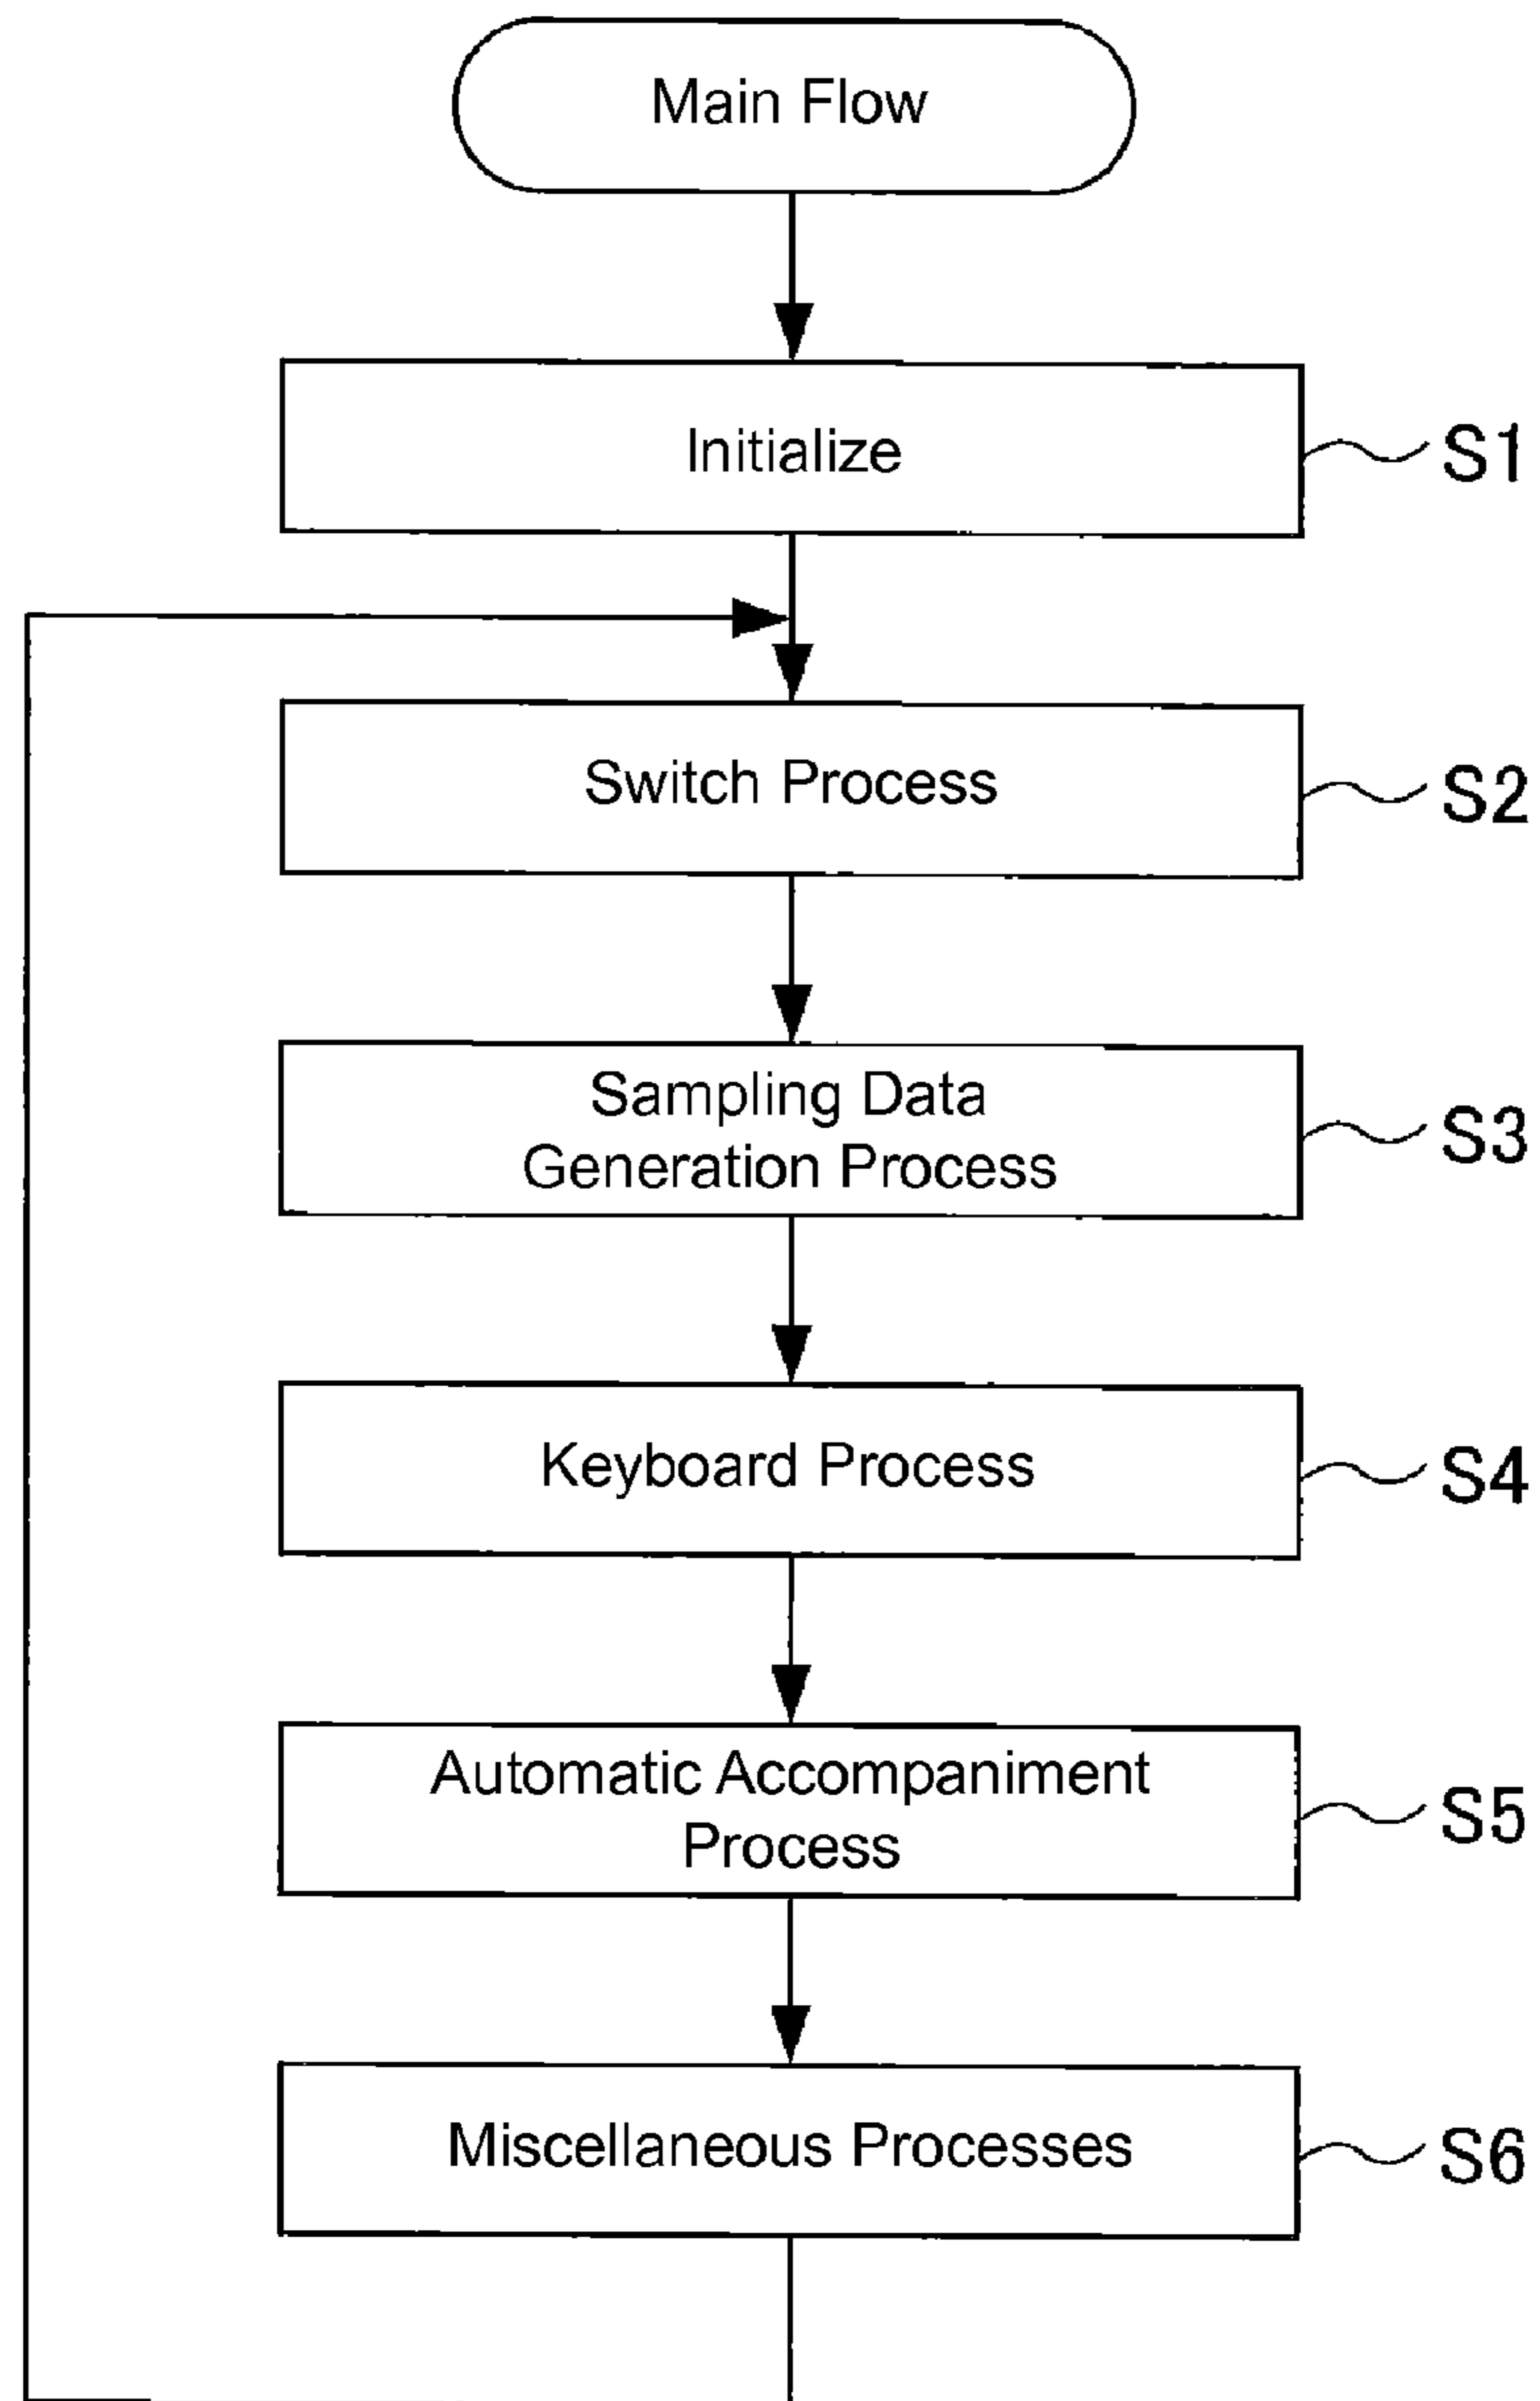 Main Flow
Initialize
S1
Switch Process
S2
Sampling Data
Generation Process
S3
Keyboard Process
S4
Automatic Accompaniment
Process
S5
Miscellaneous Processes
S6